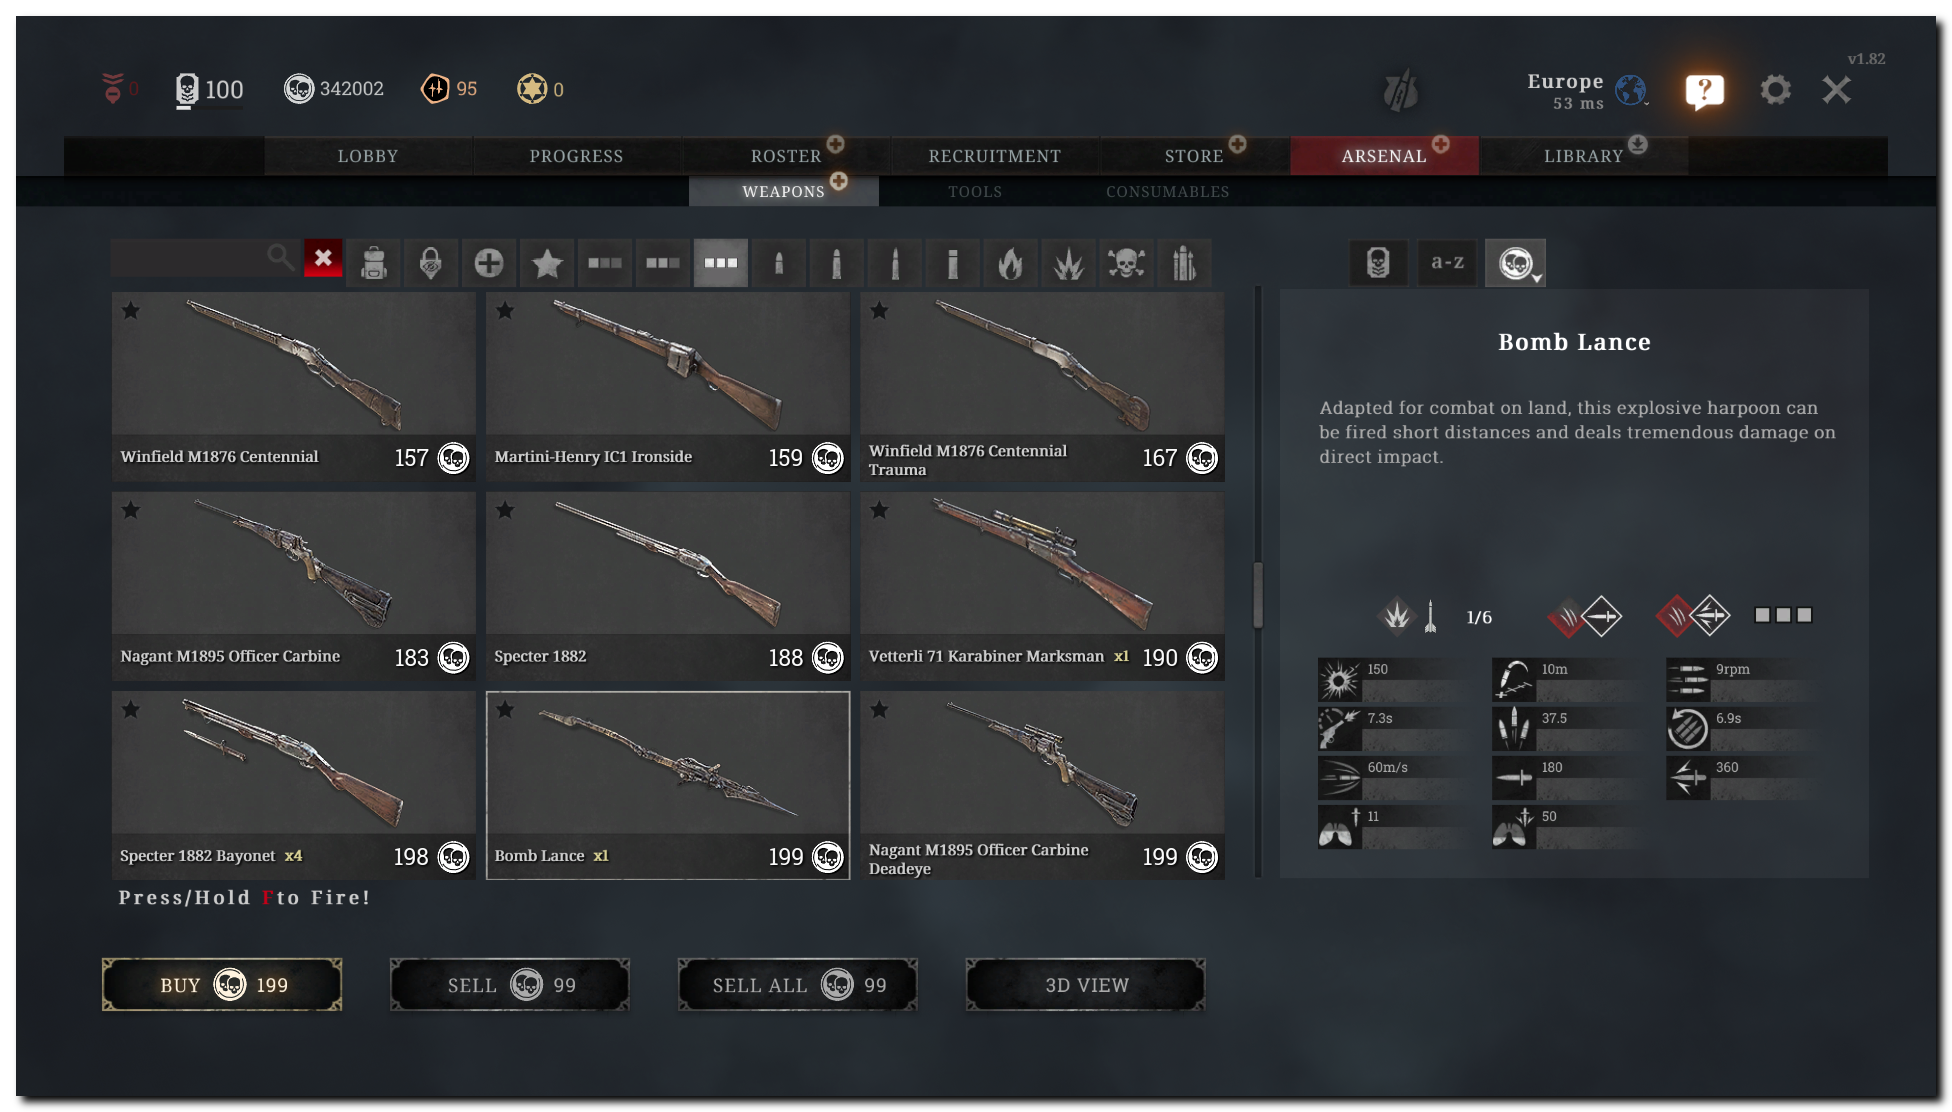 v1.82
0
100
342002
95
0
Europe
53 ms
?
LOBBY
PROGRESS
ROSTER
RECRUITMENT
STORE
ARSENAL
LIBRARY
WEAPONS
TOOLS
CONSUMABLES
a-z
Winfield M1876 Centennial
157
Martini-Henry IC1 Ironside
159
Winfield M1876 Centennial
Trauma
167
Nagant M1895 Officer Carbine
183
Specter 1882
188
Vetterli 71 Karabiner Marksman x1
190
Specter 1882 Bayonet x4
198
Bomb Lance x1
199
Nagant M1895 Officer Carbine
Deadeye
199
Press/Hold F to Fire!
BUY 199
SELL 99
SELL ALL 99
3D VIEW
Bomb Lance
Adapted for combat on land, this explosive harpoon can
be fired short distances and deals tremendous damage on
direct impact.
1/6
150
10m
9rpm
7.3s
37.5
6.9s
60m/s
180
360
11
50